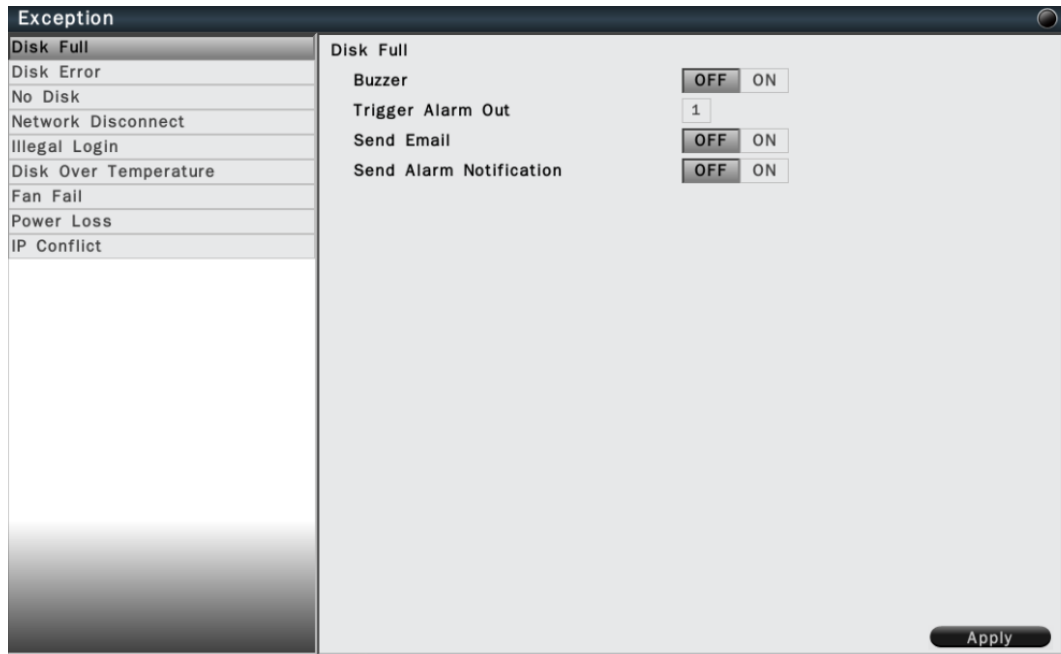 Exception
Disk Full
Disk Error
No Disk
Network Disconnect
Illegal Login
Disk Over Temperature
Fan Fail
Power Loss
IP Conflict
Disk Full
Buzzer OFF ON
Trigger Alarm Out 1
Send Email OFF ON
Send Alarm Notification OFF ON
Apply